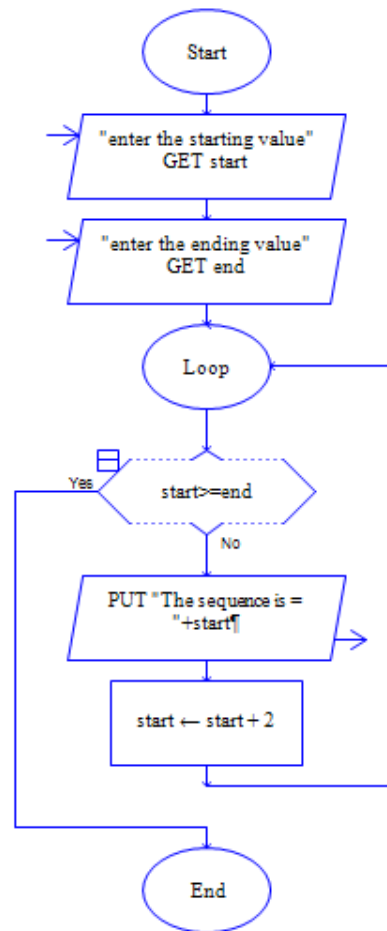 Start
"enter the starting value"
GET start
"enter the ending value"
GET end
Loop
Yes
start>=end
No
PUT "The sequence is =
"+start¶
start ← start + 2
End